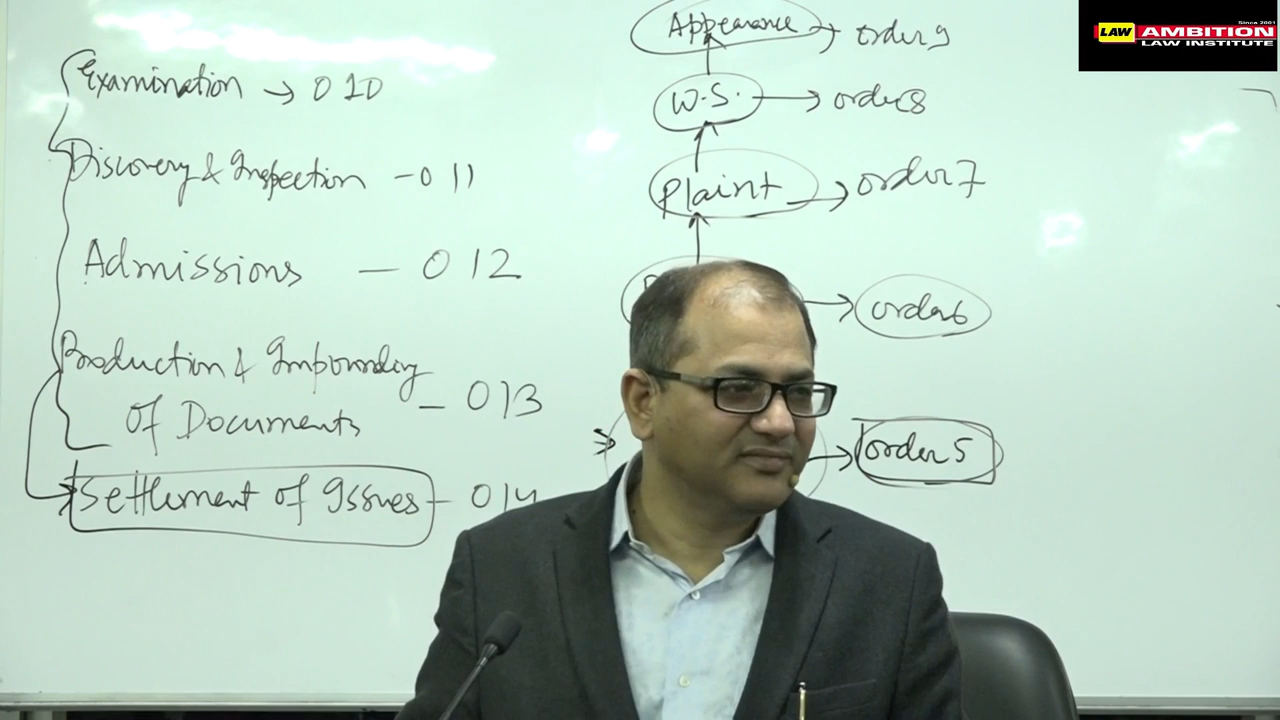 Examination → O 10
Discovery & Inspection - O 11
Admissions — O 12
Production & Impounding
Of Documents — O 13
Settlement of Issues — O 14
Appearance → order 9
W.S. → order 8
Plaint → order 7
→ order 6
→ order 5
Since 2001
LAW AMBITION
LAW INSTITUTE